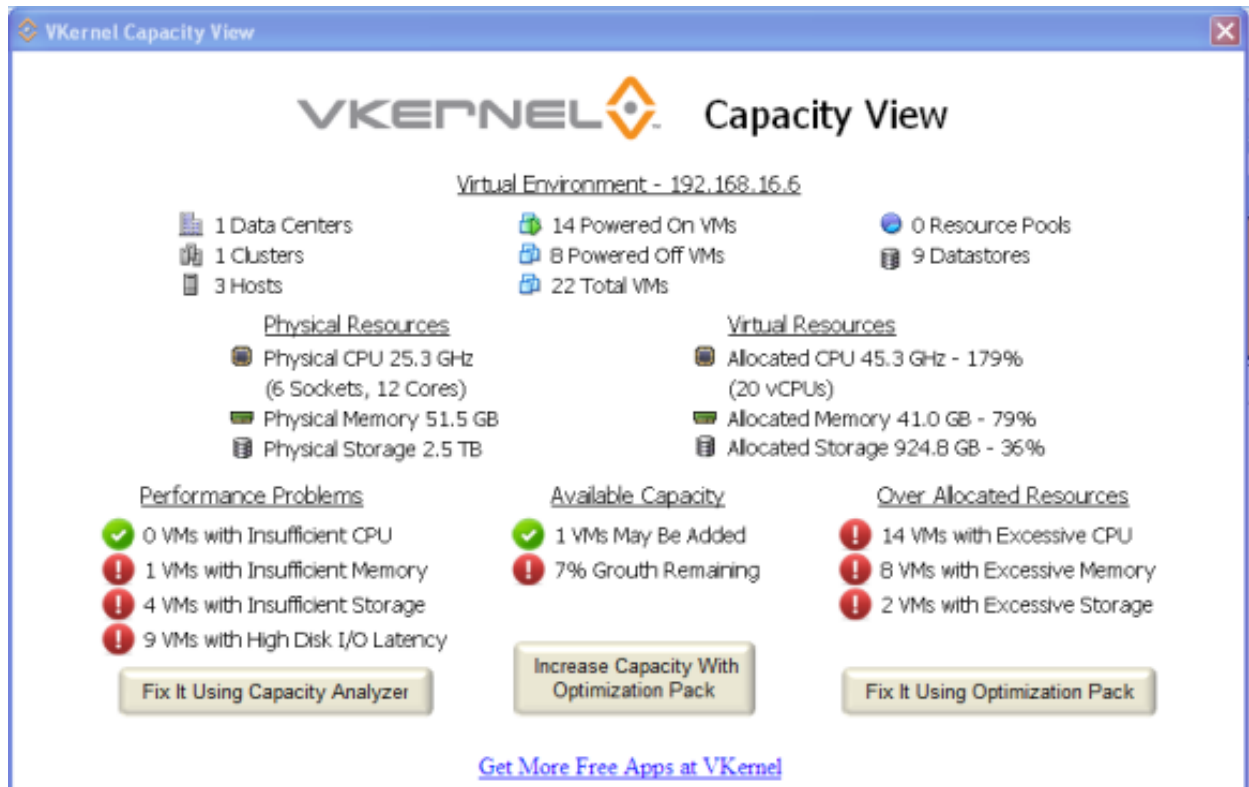 VKernel Capacity View
VKERNEL Capacity View
Virtual Environment - 192.168.16.6
1 Data Centers
1 Clusters
3 Hosts
14 Powered On VMs
8 Powered Off VMs
22 Total VMs
0 Resource Pools
9 Datastores
Physical Resources
Physical CPU 25.3 GHz
(6 Sockets, 12 Cores)
Physical Memory 51.5 GB
Physical Storage 2.5 TB
Virtual Resources
Allocated CPU 45.3 GHz - 179%
(20 vCPUs)
Allocated Memory 41.0 GB - 79%
Allocated Storage 924.8 GB - 36%
Performance Problems
0 VMs with Insufficient CPU
1 VMs with Insufficient Memory
4 VMs with Insufficient Storage
9 VMs with High Disk I/O Latency
Fix It Using Capacity Analyzer
Available Capacity
1 VMs May Be Added
7% Grouth Remaining
Increase Capacity With
Optimization Pack
Over Allocated Resources
14 VMs with Excessive CPU
8 VMs with Excessive Memory
2 VMs with Excessive Storage
Fix It Using Optimization Pack
Get More Free Apps at VKernel